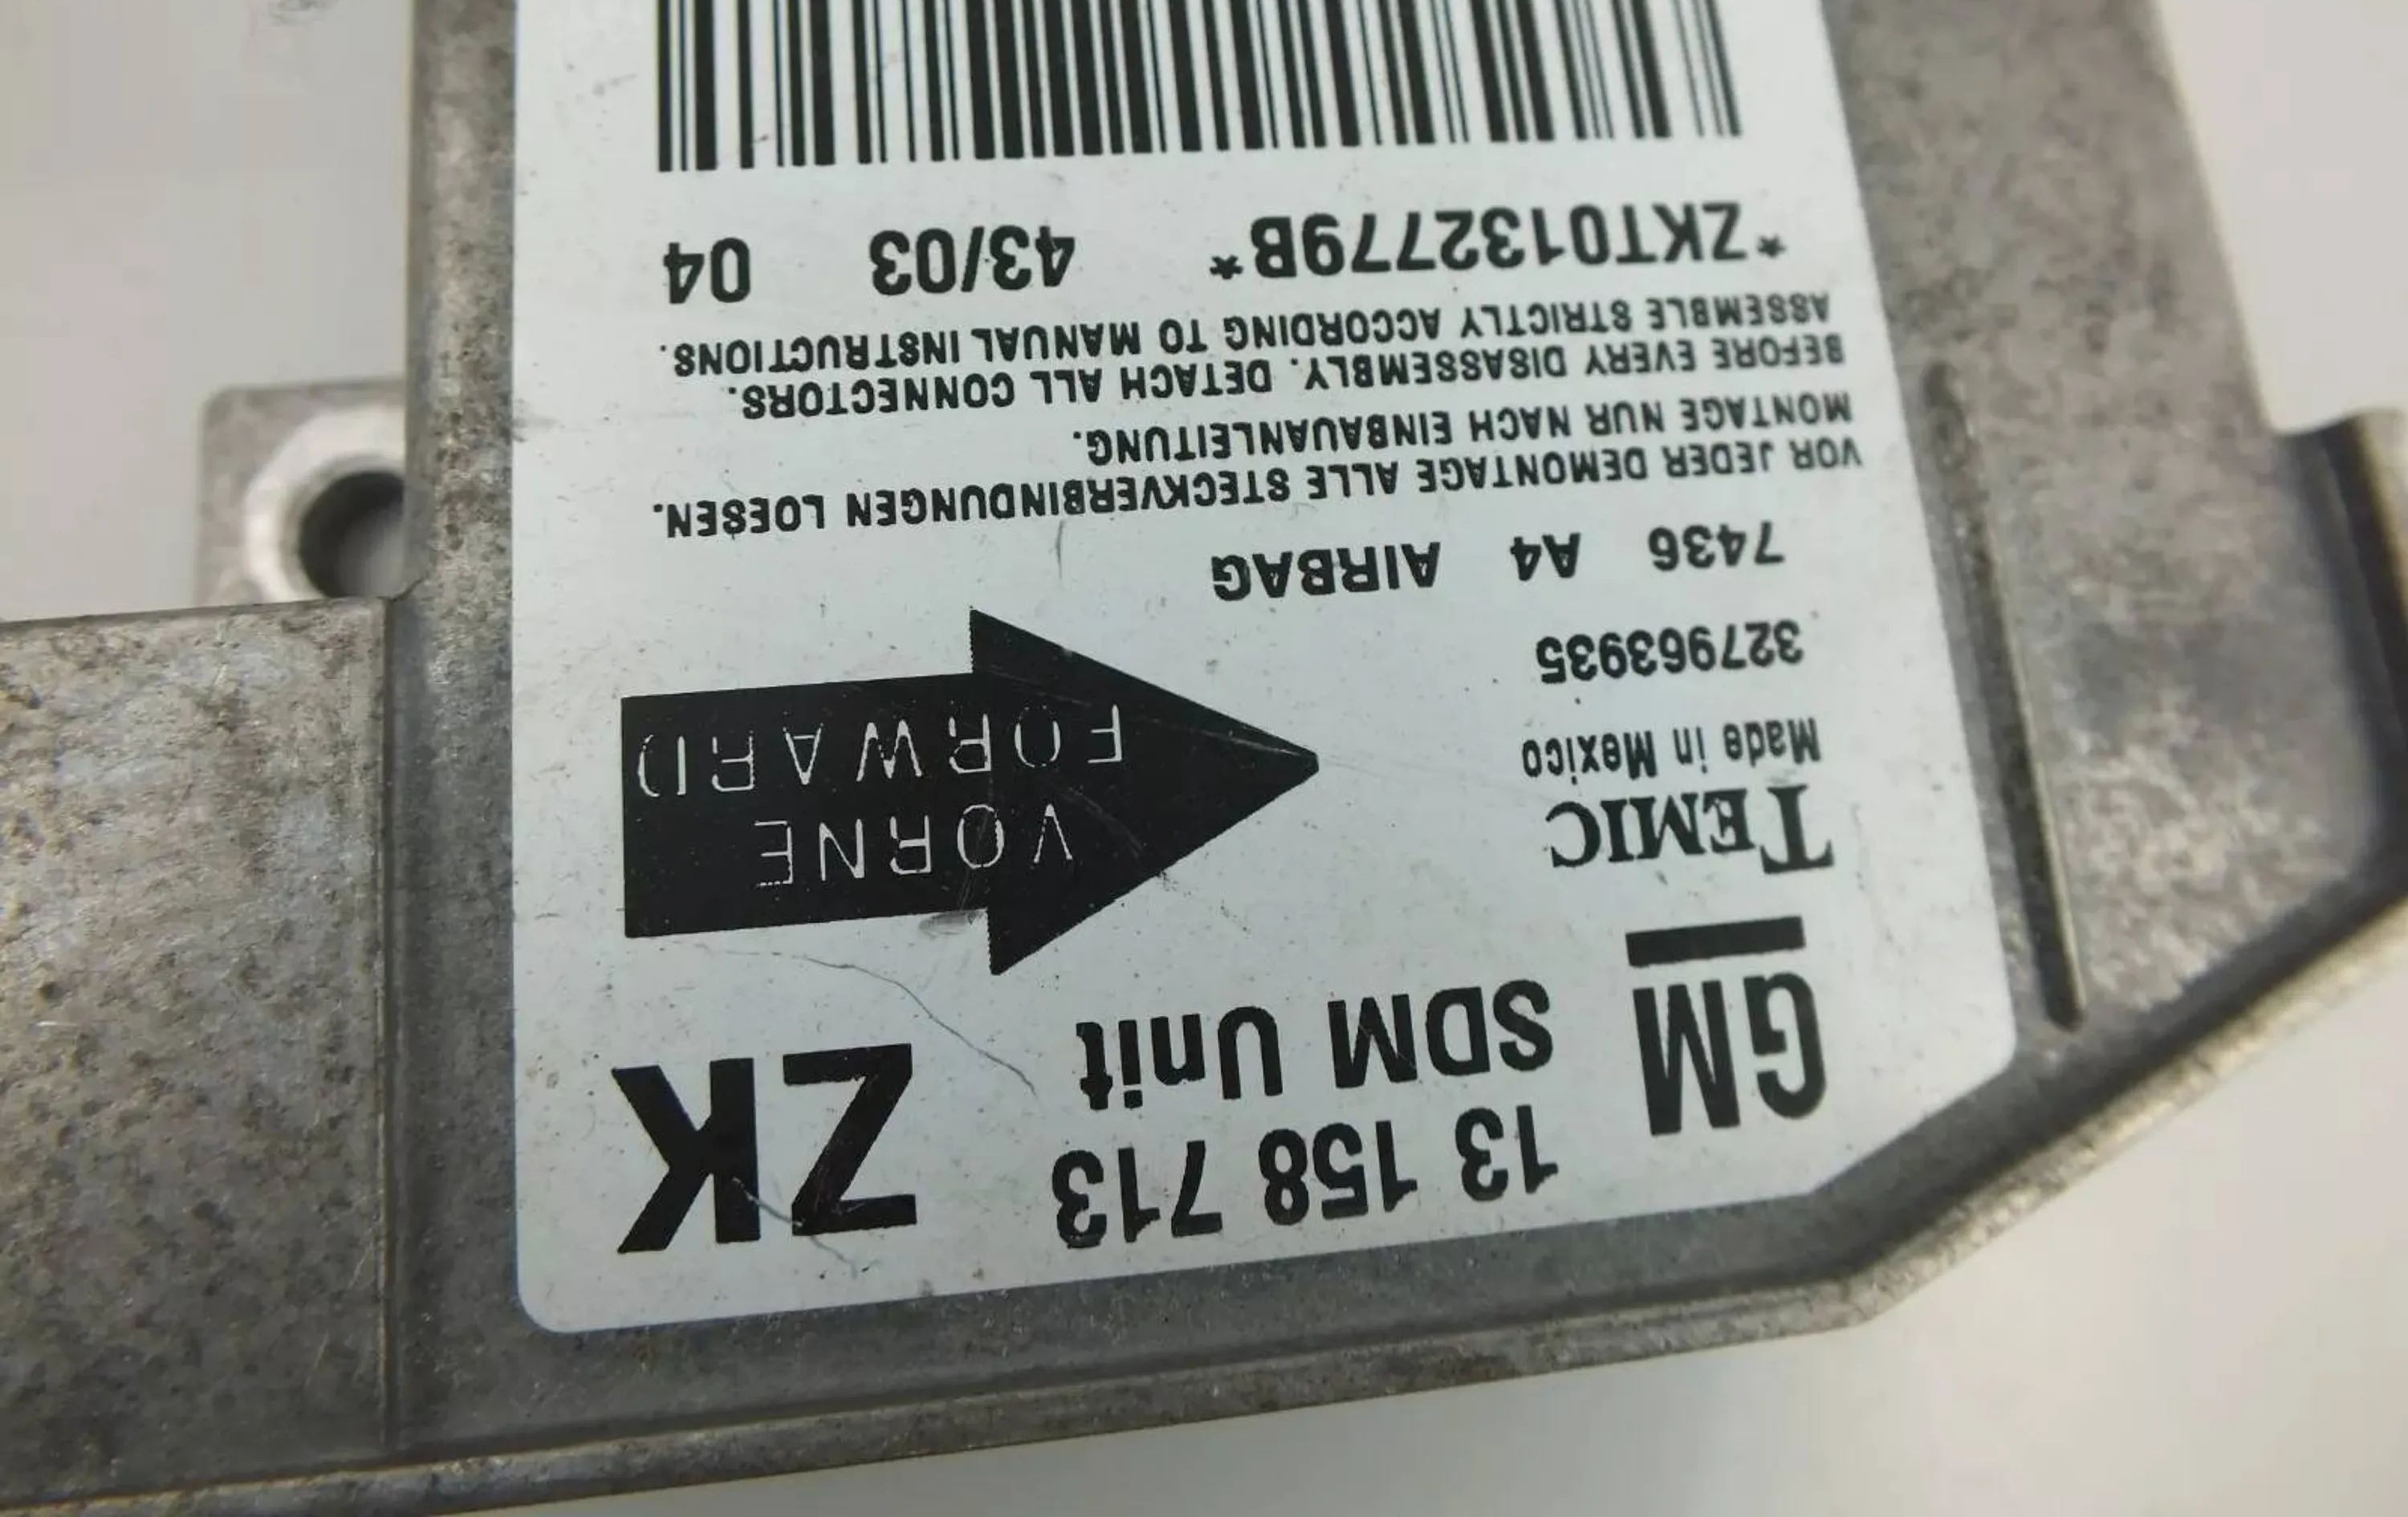 GM 13 158 713 ZK
SDM Unit
TEMIC
Made in Mexico
VORNE
FORWARD
327963935
7436 A4 AIRBAG
VOR JEDER DEMONTAGE ALLE STECKVERBINDUNGEN LOESEN.
MONTAGE NUR NACH EINBAUANLEITUNG.
BEFORE EVERY DISASSEMBLY. DETACH ALL CONNECTORS.
ASSEMBLE STRICTLY ACCORDING TO MANUAL INSTRUCTIONS.
*ZKT0132779B* 43/03 04